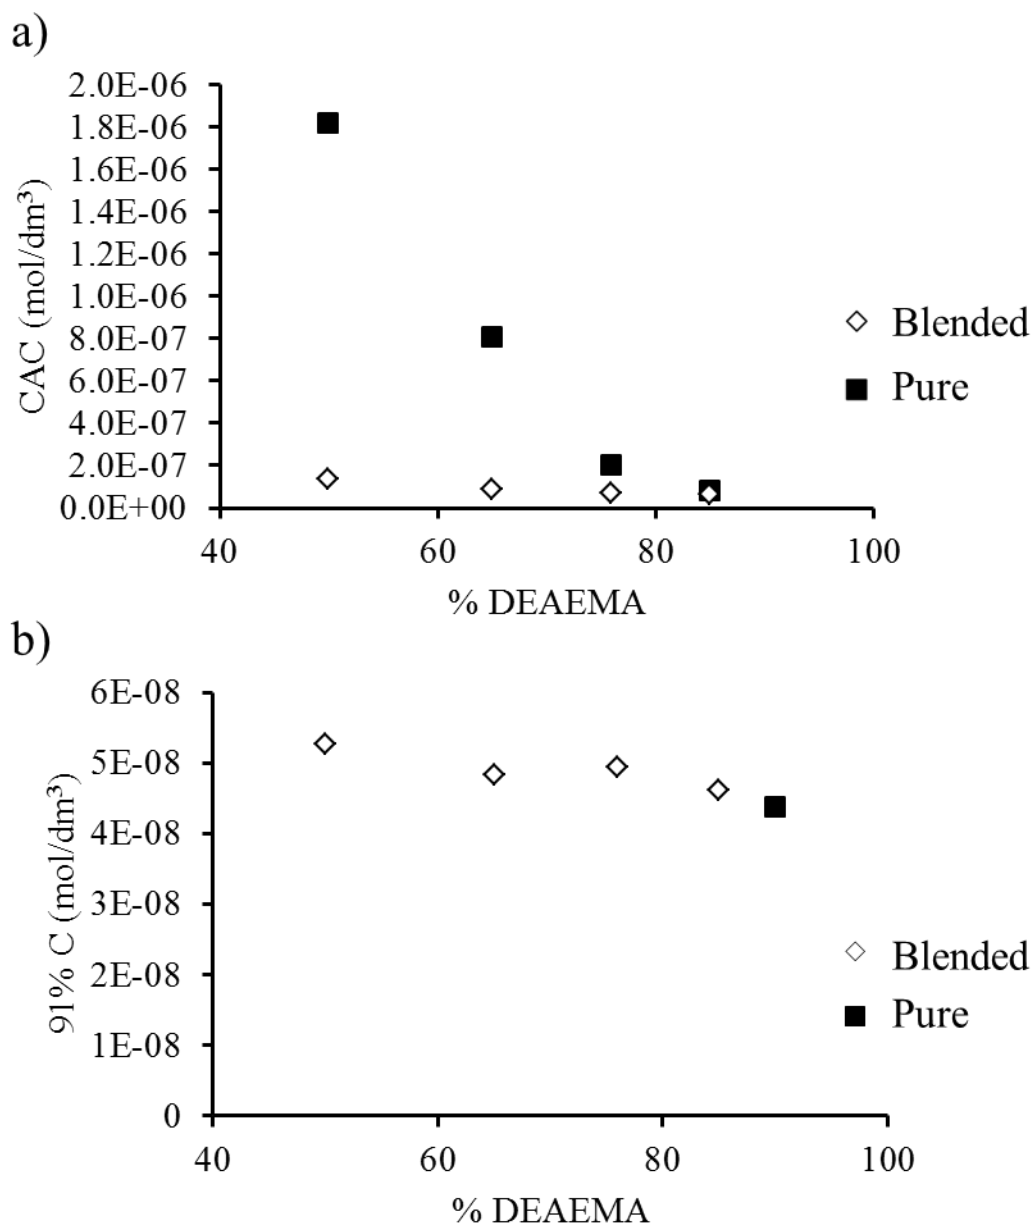 a)
2.0E-06
1.8E-06
1.6E-06
1.4E-06
1.2E-06
1.0E-06
8.0E-07
6.0E-07
4.0E-07
2.0E-07
0.0E+00
CAC (mol/dm³)
40 60 80 100
% DEAEMA
Blended
Pure
b)
6E-08
5E-08
4E-08
3E-08
2E-08
1E-08
0
91% C (mol/dm³)
40 60 80 100
% DEAEMA
Blended
Pure